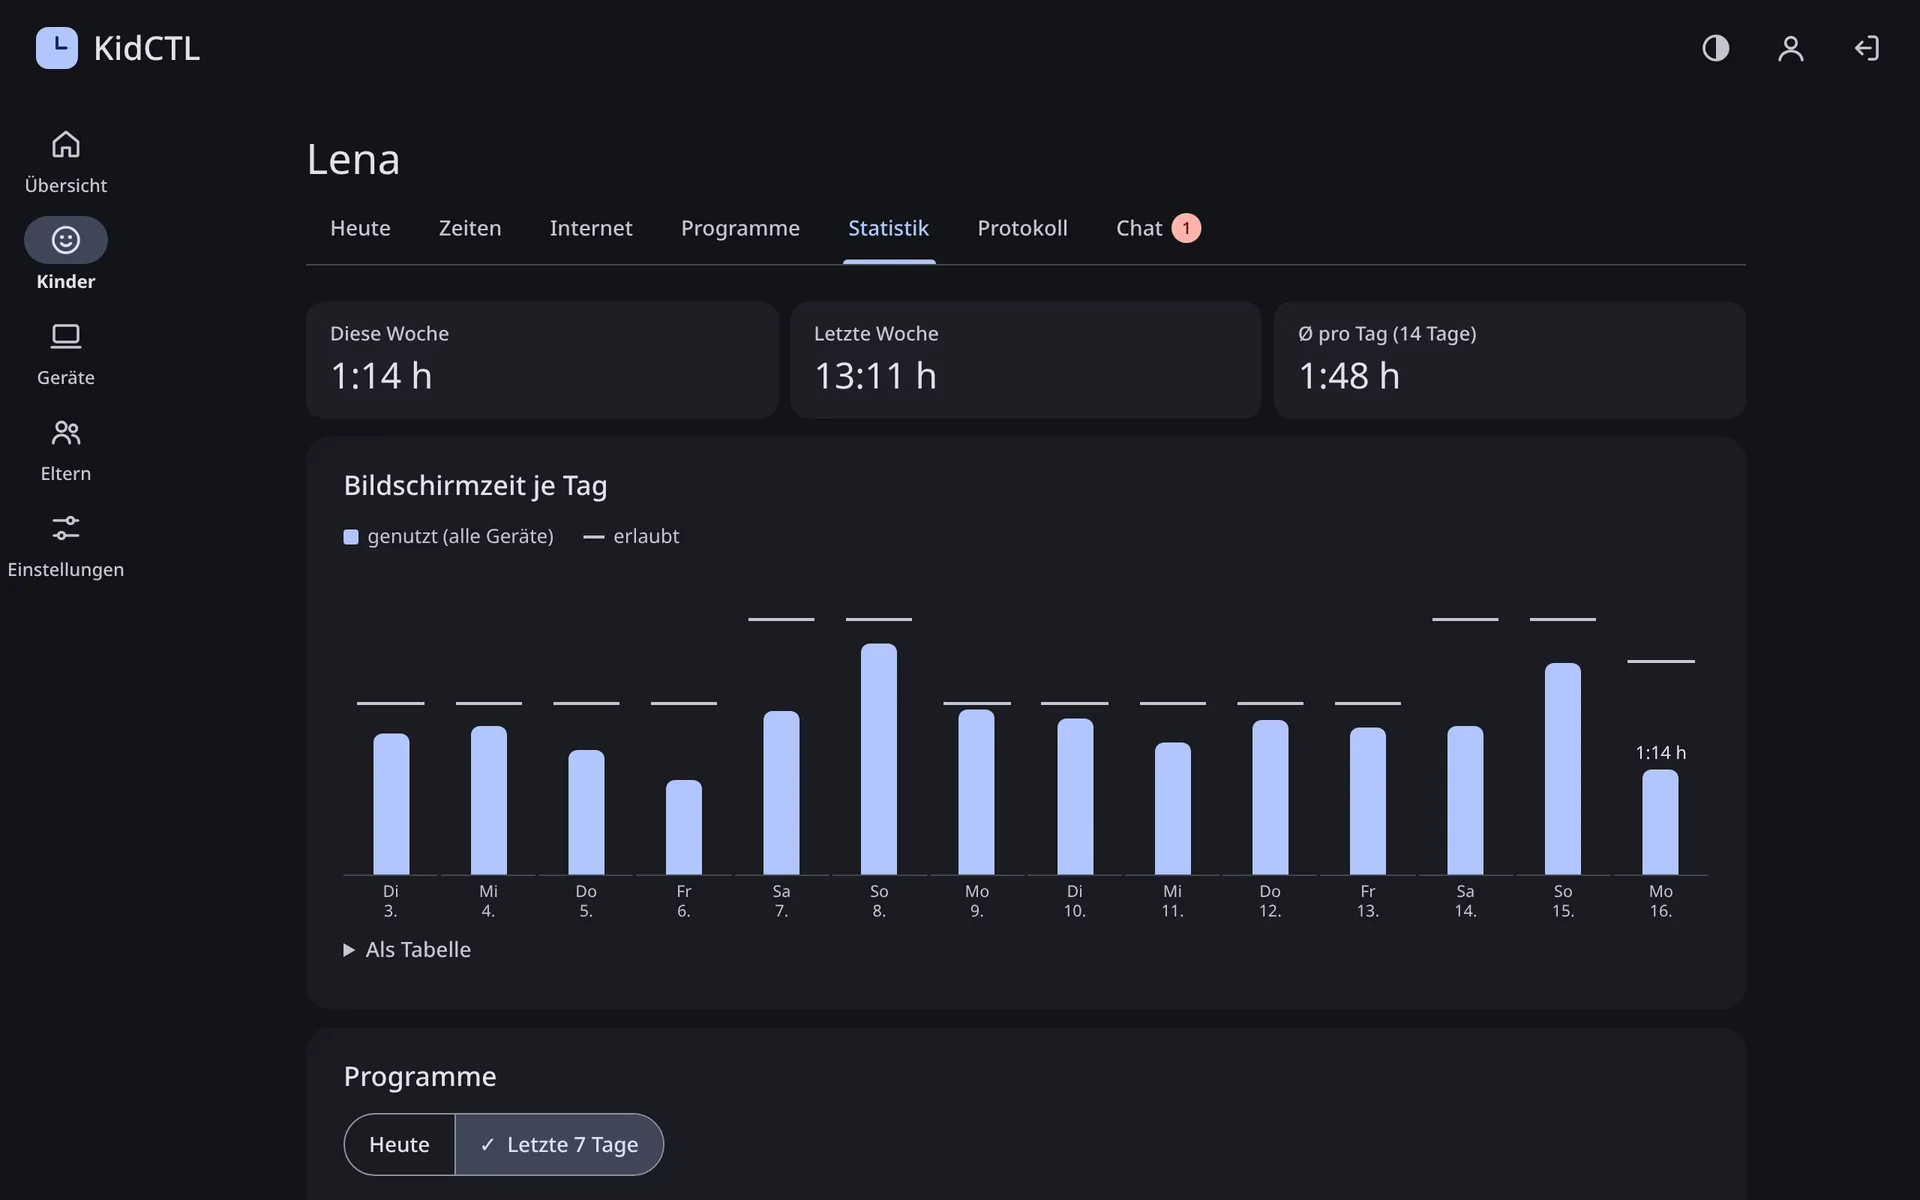 KidCTL
Übersicht
Kinder
Geräte
Eltern
Einstellungen
Lena
Heute Zeiten Internet Programme Statistik Protokoll Chat 1
Diese Woche
1:14 h
Letzte Woche
13:11 h
Ø pro Tag (14 Tage)
1:48 h
Bildschirmzeit je Tag
genutzt (alle Geräte) erlaubt
1:14 h
Di Mi Do Fr Sa So Mo Di Mi Do Fr Sa So Mo
3. 4. 5. 6. 7. 8. 9. 10. 11. 12. 13. 14. 15. 16.
Als Tabelle
Programme
Heute ✓ Letzte 7 Tage